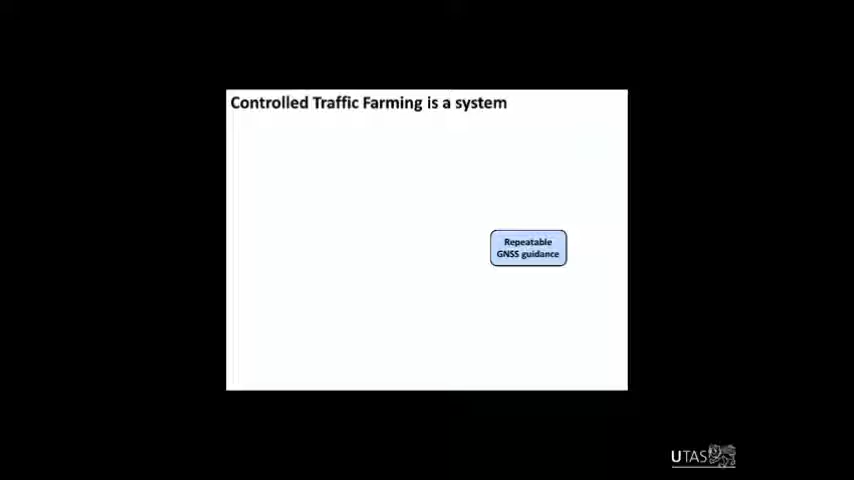 Controlled Traffic Farming is a system
Repeatable
GNSS guidance
UTAS